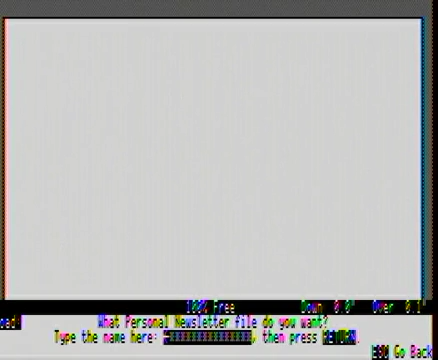 100% Free Down 0'0" Over 0.1"
oad: What Personal Newsletter file do you want?
Type the name here: , then press RETURN.
ESC Go Back